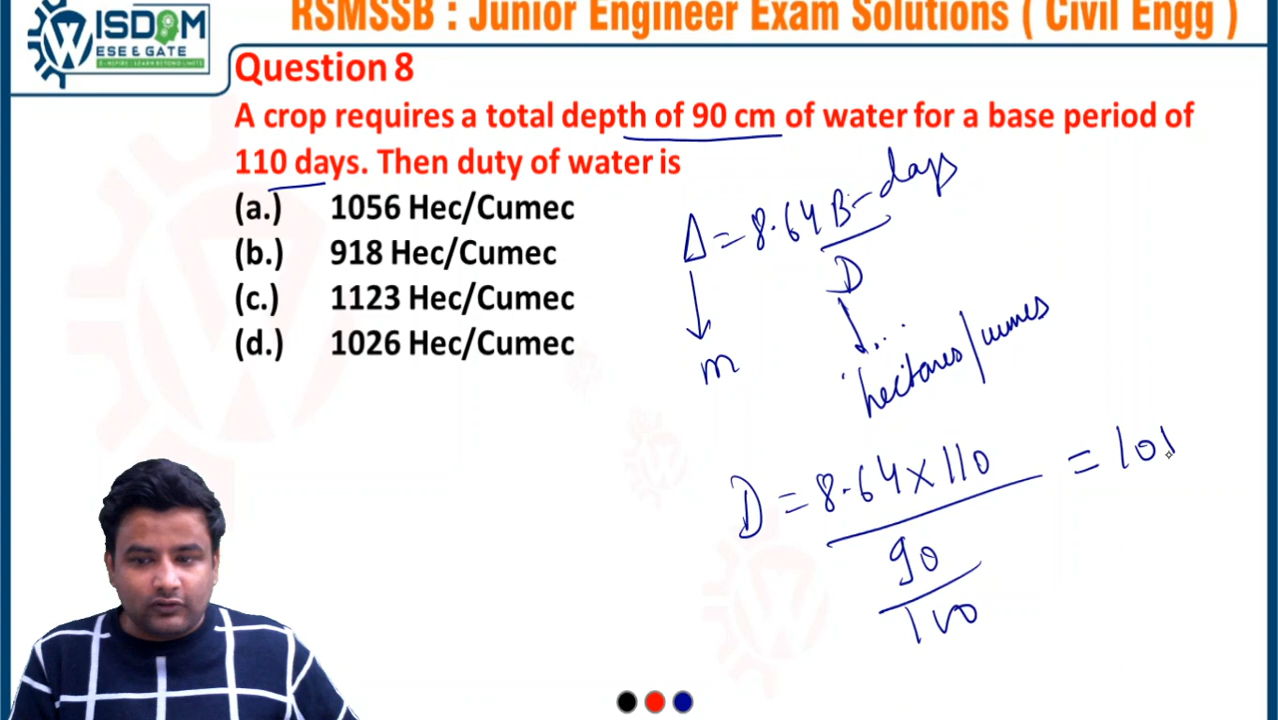 RSMSSB : Junior Engineer Exam Solutions ( Civil Engg )
ISDOM
ESE & GATE
Question 8
A crop requires a total depth of 90 cm of water for a base period of
110 days. Then duty of water is
(a.) 1056 Hec/Cumec
(b.) 918 Hec/Cumec
(c.) 1123 Hec/Cumec
(d.) 1026 Hec/Cumec
Δ = 8.64 B - days
D
m
hectares/cumes
D = 8.64 × 110 = 101
90
100